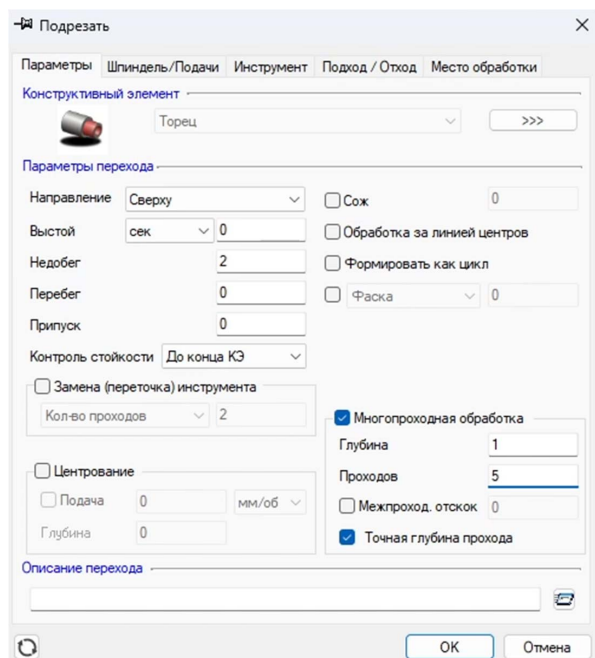 Подрезать
Параметры Шпиндель/Подачи Инструмент Подход / Отход Место обработки
Конструктивный элемент
Торец >>>
Параметры перехода
Направление Сверху Сож 0
Выстой сек 0 Обработка за линией центров
Недобег 2 Формировать как цикл
Перебег 0 Фаска 0
Припуск 0
Контроль стойкости До конца КЭ
Замена (переточка) инструмента
Кол-во проходов 2 Многопроходная обработка
Глубина 1
Центрование Проходов 5
Подача 0 мм/об Межпроход. отскок 0
Глубина 0 Точная глубина прохода
Описание перехода
OK Отмена